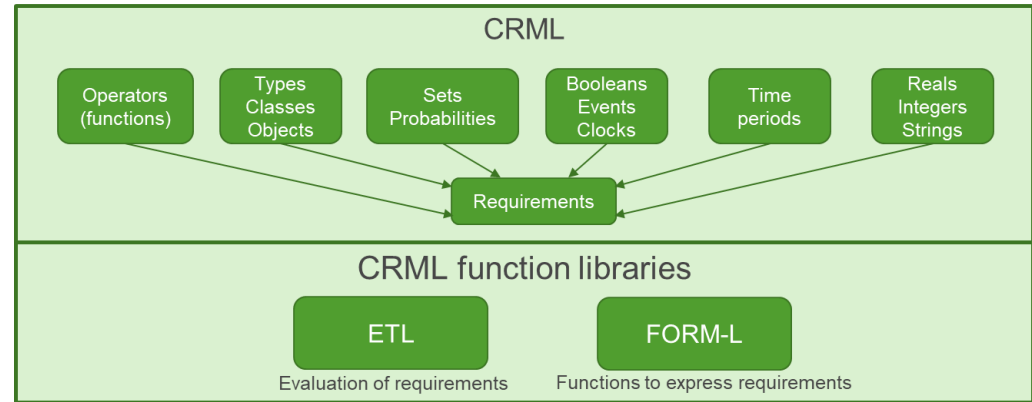 CRML
Operators
(functions)
Types
Classes
Objects
Sets
Probabilities
Booleans
Events
Clocks
Time
periods
Reals
Integers
Strings
Requirements
CRML function libraries
ETL
FORM-L
Evaluation of requirements
Functions to express requirements